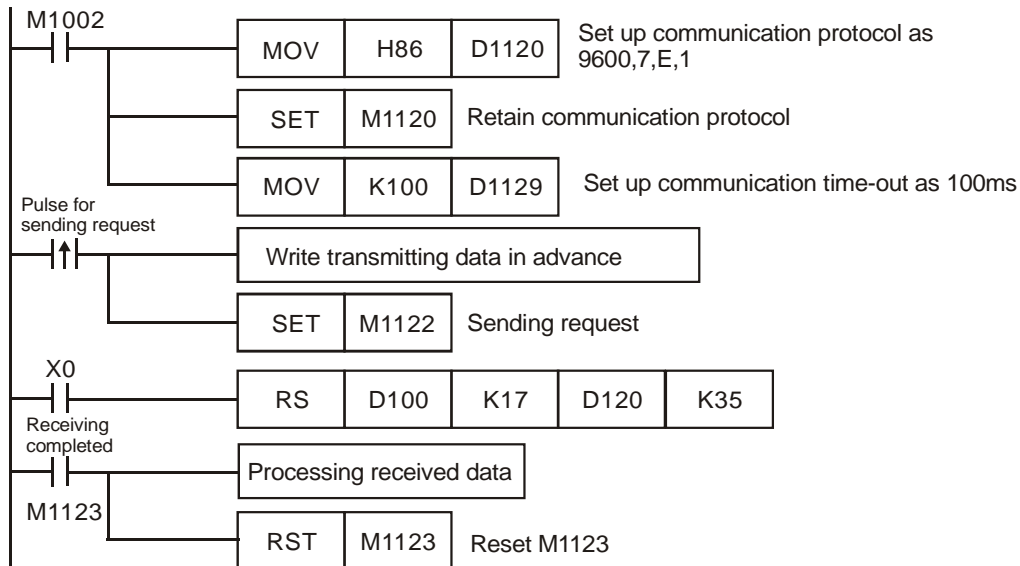 M1002
MOV H86 D1120 Set up communication protocol as
9600,7,E,1
SET M1120 Retain communication protocol
MOV K100 D1129 Set up communication time-out as 100ms
Pulse for
sending request
Write transmitting data in advance
SET M1122 Sending request
X0
RS D100 K17 D120 K35
Receiving
completed
Processing received data
M1123
RST M1123 Reset M1123